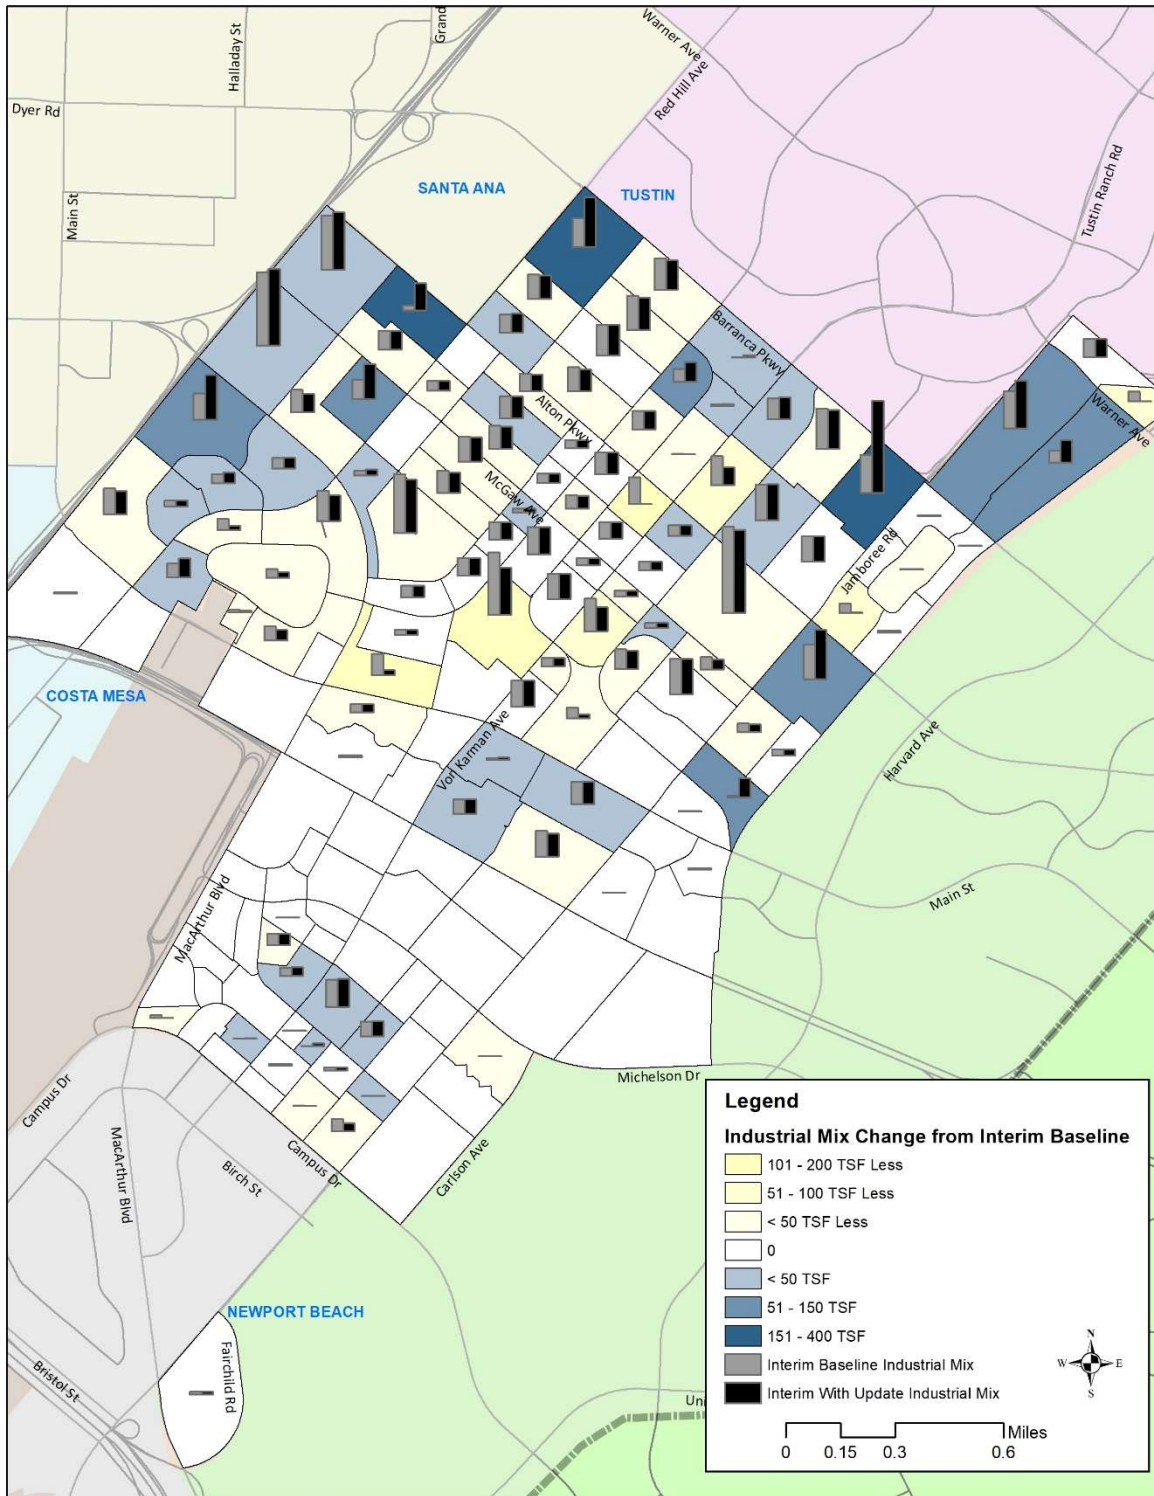 Halladay St
Grand
Warner Ave
Dyer Rd
Red Hill Ave
Main St
SANTA ANA
TUSTIN
Tustin Ranch Rd
Barranca Pkwy
Alton Pkwy
Warner Ave
McGaw Ave
Jamboree Rd
COSTA MESA
Von Karman Ave
Harvard Ave
Main St
MacArthur Blvd
Michelson Dr
Campus Dr
MacArthur Blvd
Birch St
Campus Dr
Carlson Ave
NEWPORT BEACH
Fairchild Rd
Bristol St
Uni
Legend
Industrial Mix Change from Interim Baseline
101 - 200 TSF Less
51 - 100 TSF Less
< 50 TSF Less
0
< 50 TSF
51 - 150 TSF
151 - 400 TSF
Interim Baseline Industrial Mix
Interim With Update Industrial Mix
N
W E
S
Miles
0 0.15 0.3 0.6